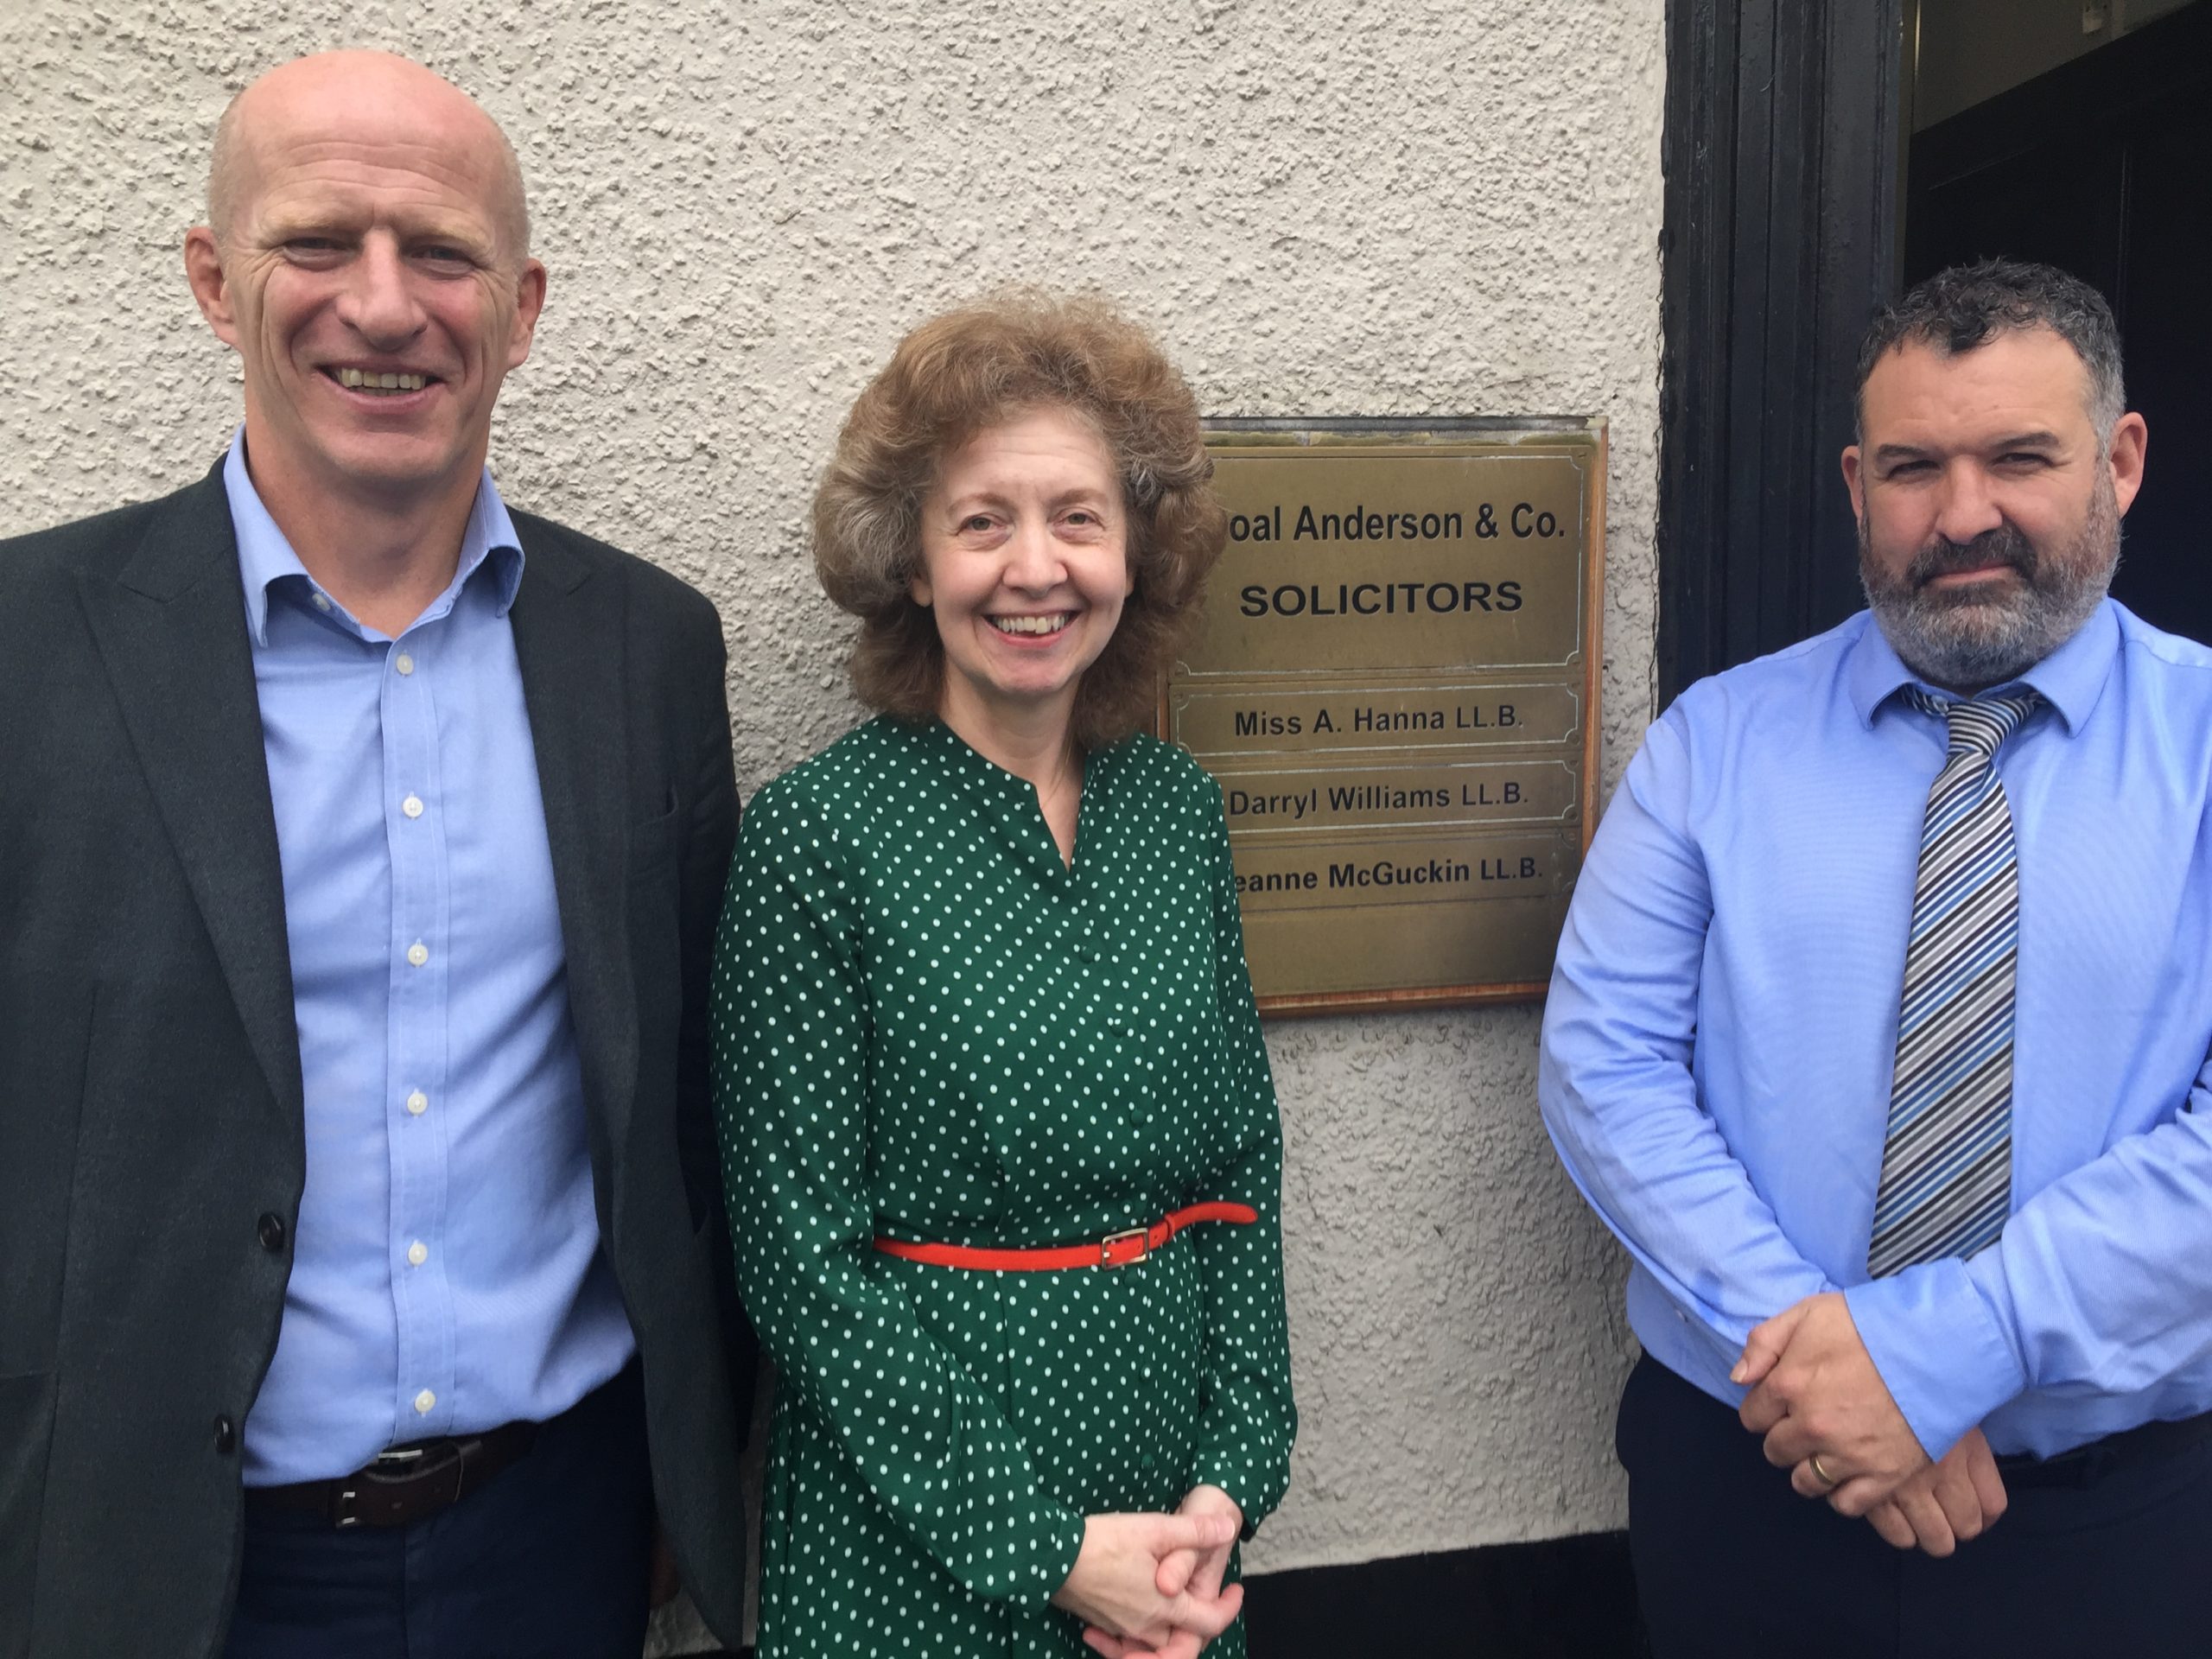 oal Anderson & Co.
SOLICITORS
Miss A. Hanna LL.B.
Darryl Williams LL.B.
eanne McGuckin LL.B.